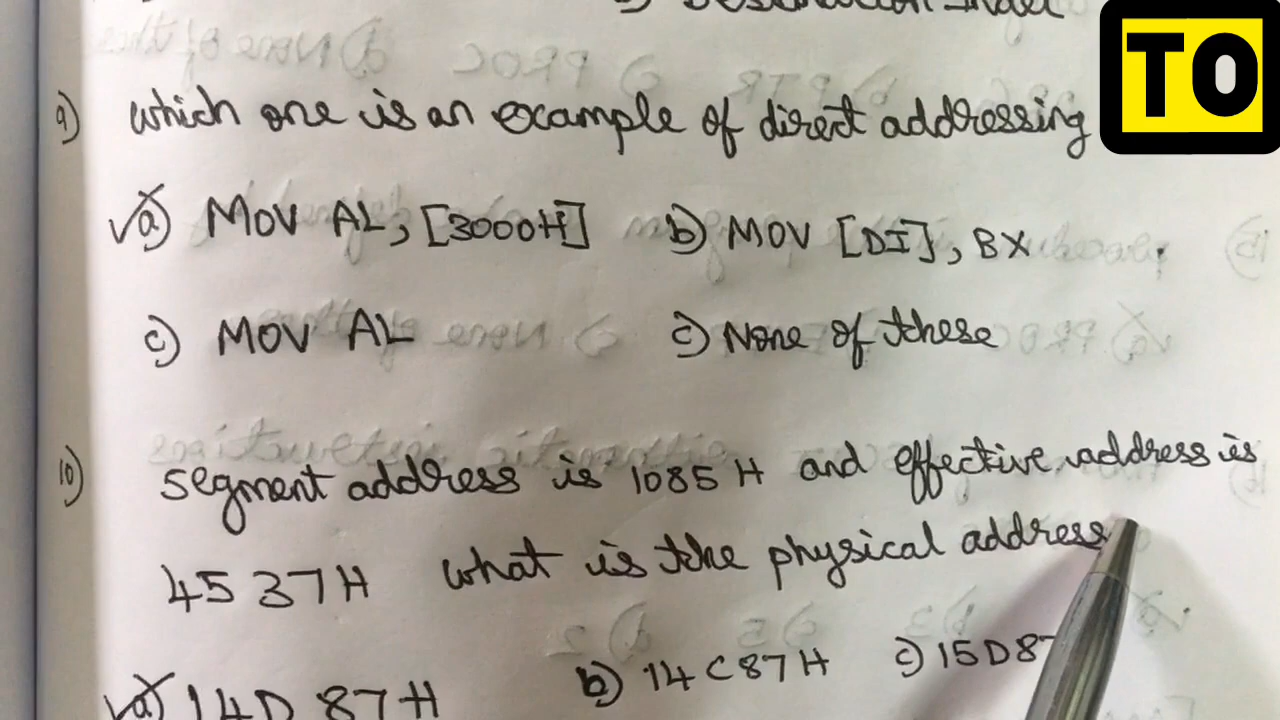 TO
9) which one is an example of direct addressing
a) MOV AL, [3000H] b) MOV [DI], BX
c) MOV AL c) None of these
10) segment address is 1085 H and effective address is
4537H what is the physical address
a) 14D 87H b) 14C87H c) 15D87